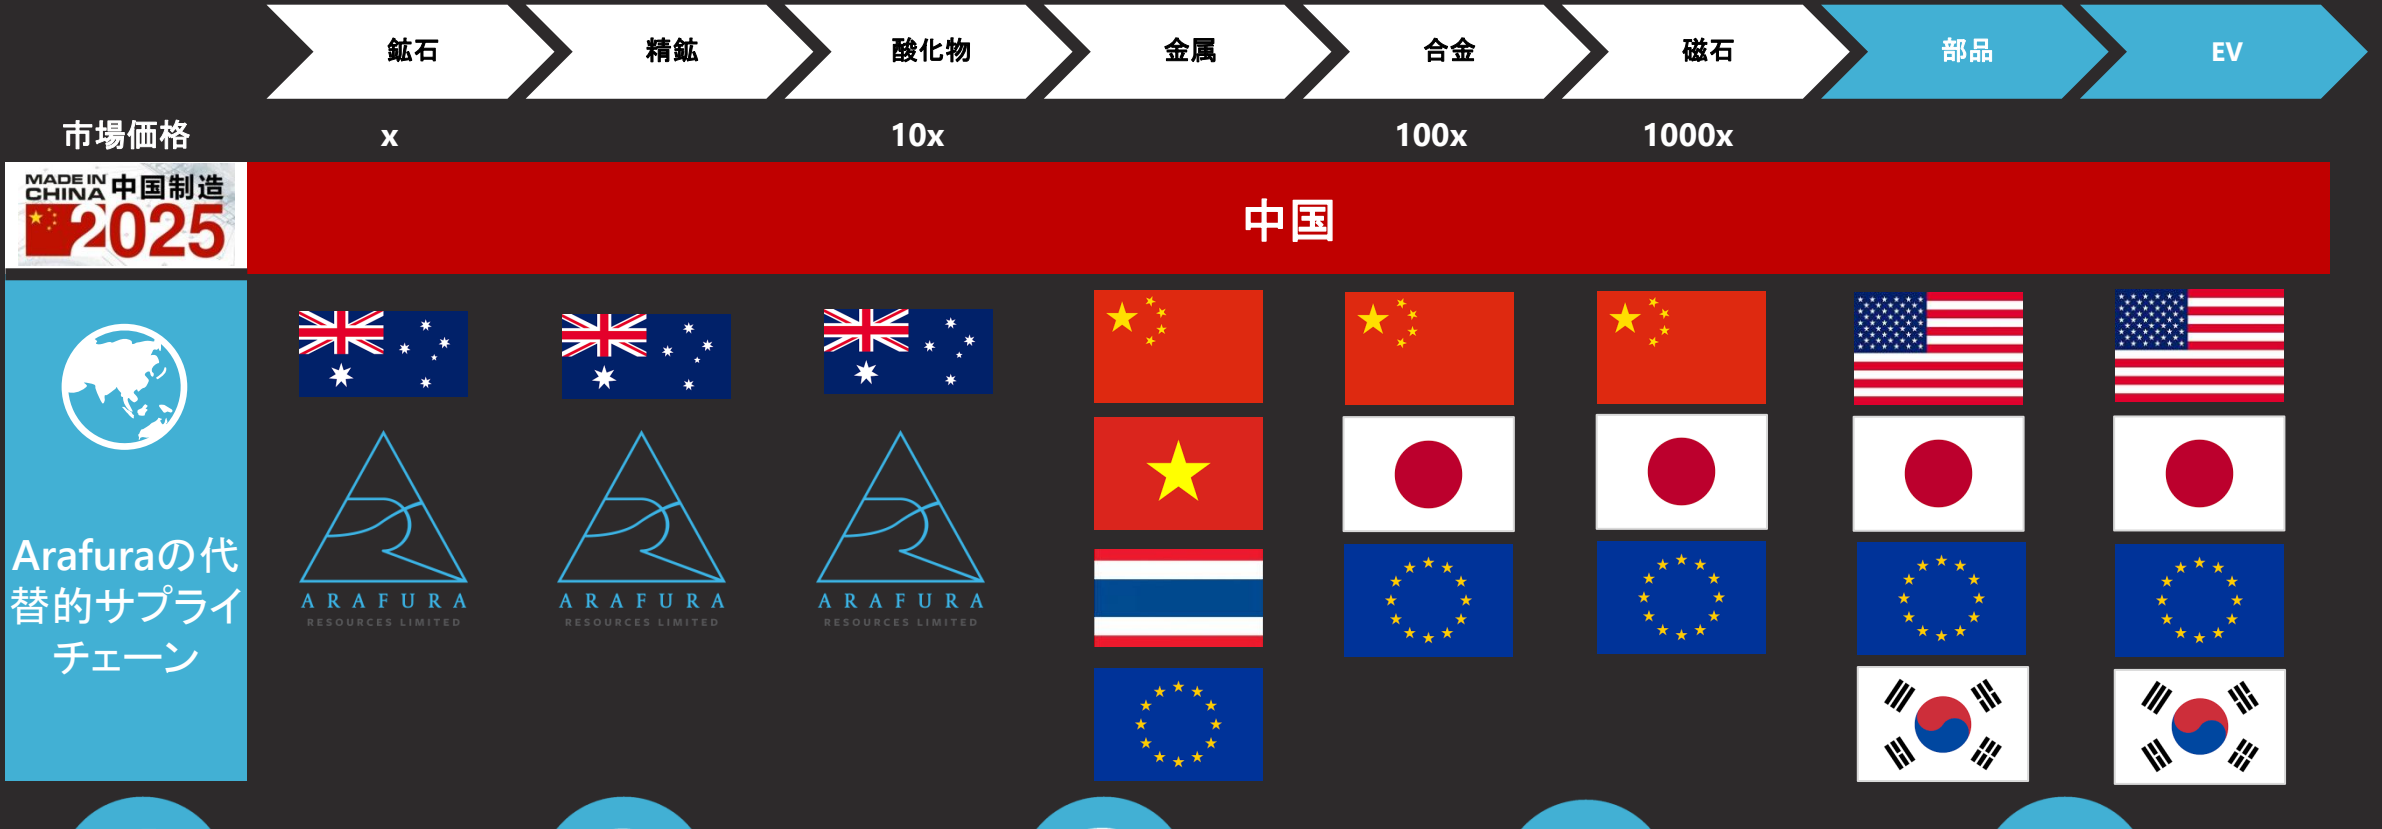 鉱石
精鉱
酸化物
金属
合金
磁石
部品
EV
市場価格
x
10x
100x
1000x
MADE IN
CHINA
中国制造
2025
中国
Arafuraの代
替的サプライ
チェーン
ARAFURA
RESOURCES LIMITED
ARAFURA
RESOURCES LIMITED
ARAFURA
RESOURCES LIMITED